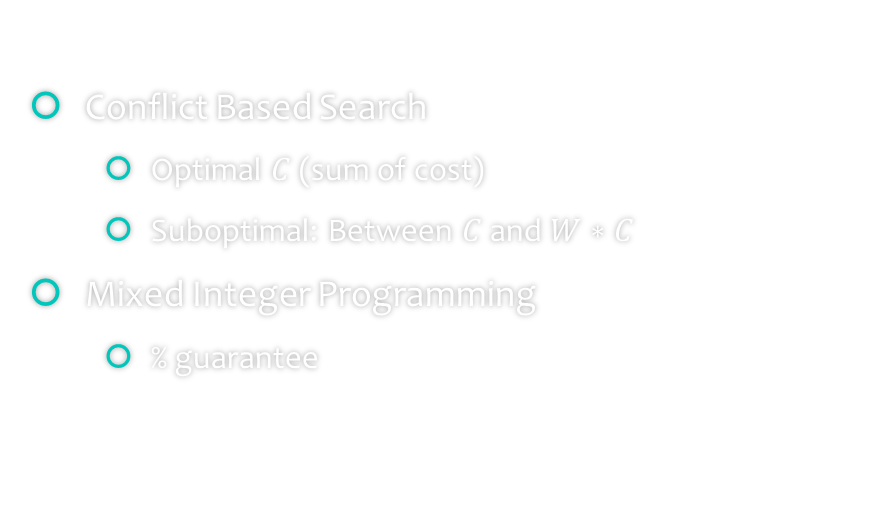 Conflict Based Search
Optimal C (sum of cost)
Suboptimal: Between C and W * C
Mixed Integer Programming
% guarantee